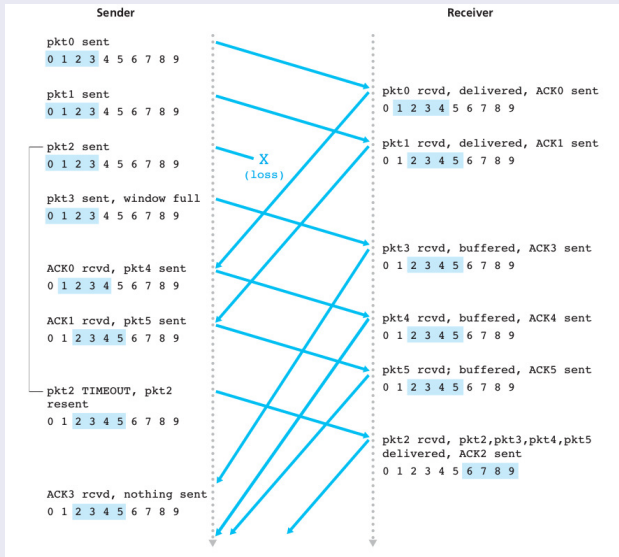 Sender
pkt0 sent
0 1 2 3 4 5 6 7 8 9
pkt1 sent
0 1 2 3 4 5 6 7 8 9
pkt2 sent
0 1 2 3 4 5 6 7 8 9
pkt3 sent, window full
0 1 2 3 4 5 6 7 8 9
ACK0 rcvd, pkt4 sent
0 1 2 3 4 5 6 7 8 9
ACK1 rcvd, pkt5 sent
0 1 2 3 4 5 6 7 8 9
pkt2 TIMEOUT, pkt2
resent
0 1 2 3 4 5 6 7 8 9
ACK3 rcvd, nothing sent
0 1 2 3 4 5 6 7 8 9
X
(loss)
Receiver
pkt0 rcvd, delivered, ACK0 sent
0 1 2 3 4 5 6 7 8 9
pkt1 rcvd, delivered, ACK1 sent
0 1 2 3 4 5 6 7 8 9
pkt3 rcvd, buffered, ACK3 sent
0 1 2 3 4 5 6 7 8 9
pkt4 rcvd, buffered, ACK4 sent
0 1 2 3 4 5 6 7 8 9
pkt5 rcvd; buffered, ACK5 sent
0 1 2 3 4 5 6 7 8 9
pkt2 rcvd, pkt2,pkt3,pkt4,pkt5
delivered, ACK2 sent
0 1 2 3 4 5 6 7 8 9